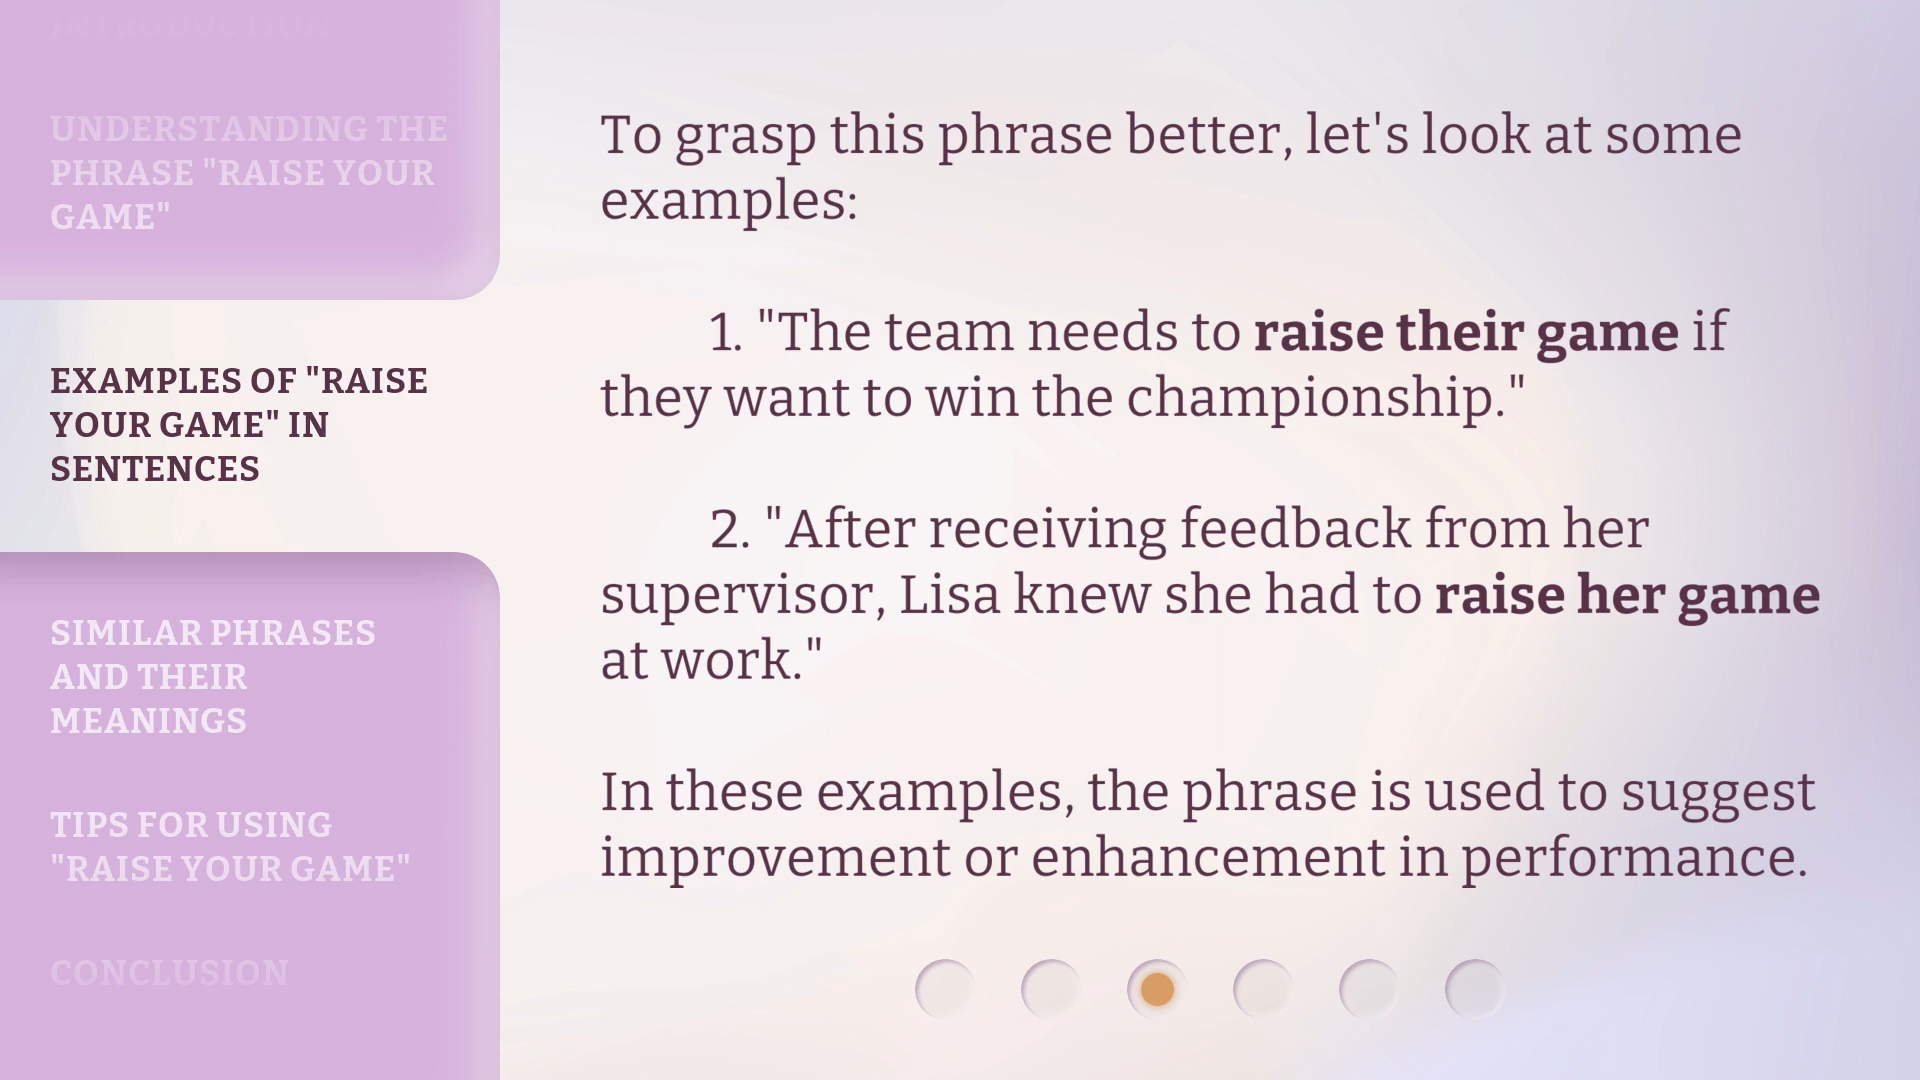 INTRODUCTION
UNDERSTANDING THE
PHRASE "RAISE YOUR
GAME"
EXAMPLES OF "RAISE
YOUR GAME" IN
SENTENCES
SIMILAR PHRASES
AND THEIR
MEANINGS
TIPS FOR USING
"RAISE YOUR GAME"
CONCLUSION
To grasp this phrase better, let's look at some
examples:
1. "The team needs to raise their game if
they want to win the championship."
2. "After receiving feedback from her
supervisor, Lisa knew she had to raise her game
at work."
In these examples, the phrase is used to suggest
improvement or enhancement in performance.